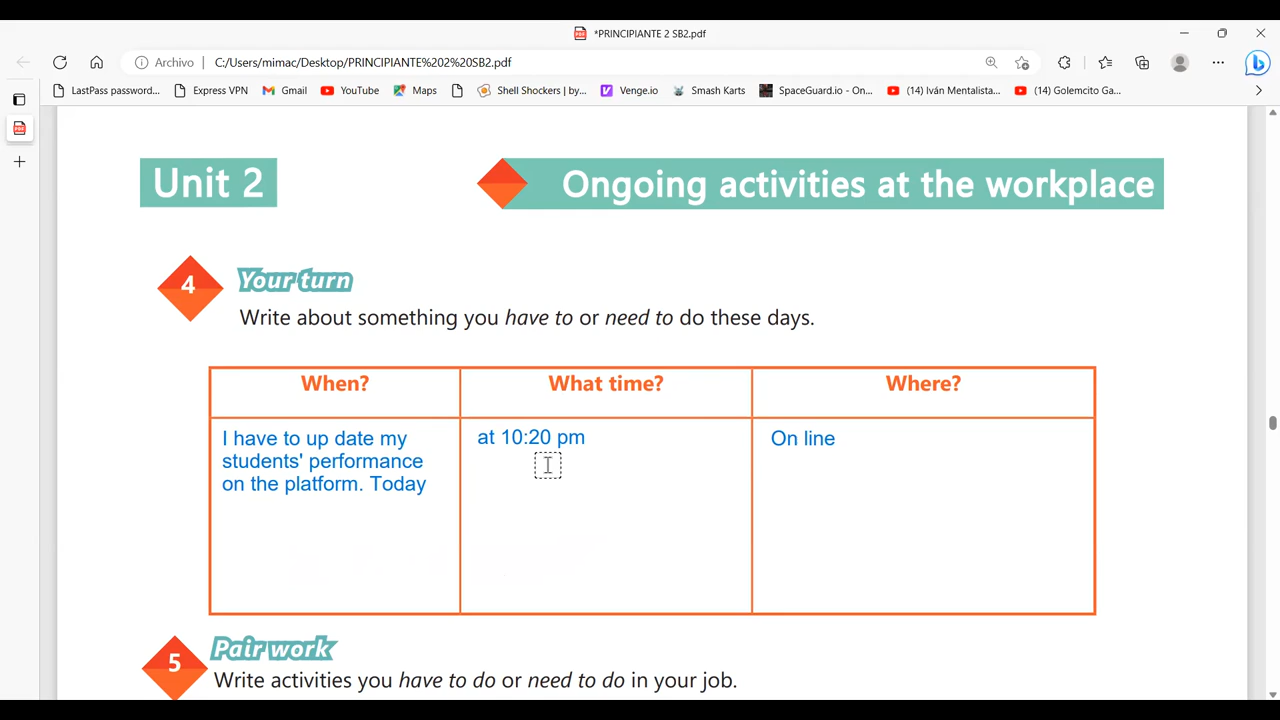 *PRINCIPIANTE 2 SB2.pdf
Archivo | C:/Users/mimac/Desktop/PRINCIPIANTE%202%20SB2.pdf
LastPass password... Express VPN Gmail YouTube Maps Shell Shockers | by... Venge.io Smash Karts SpaceGuard.io - On... (14) Iván Mentalista... (14) Golemcito Ga...
Unit 2
Ongoing activities at the workplace
4
Your turn
Write about something you have to or need to do these days.
When? What time? Where?
I have to up date my
students' performance
on the platform. Today
at 10:20 pm
On line
5
Pair work
Write activities you have to do or need to do in your job.